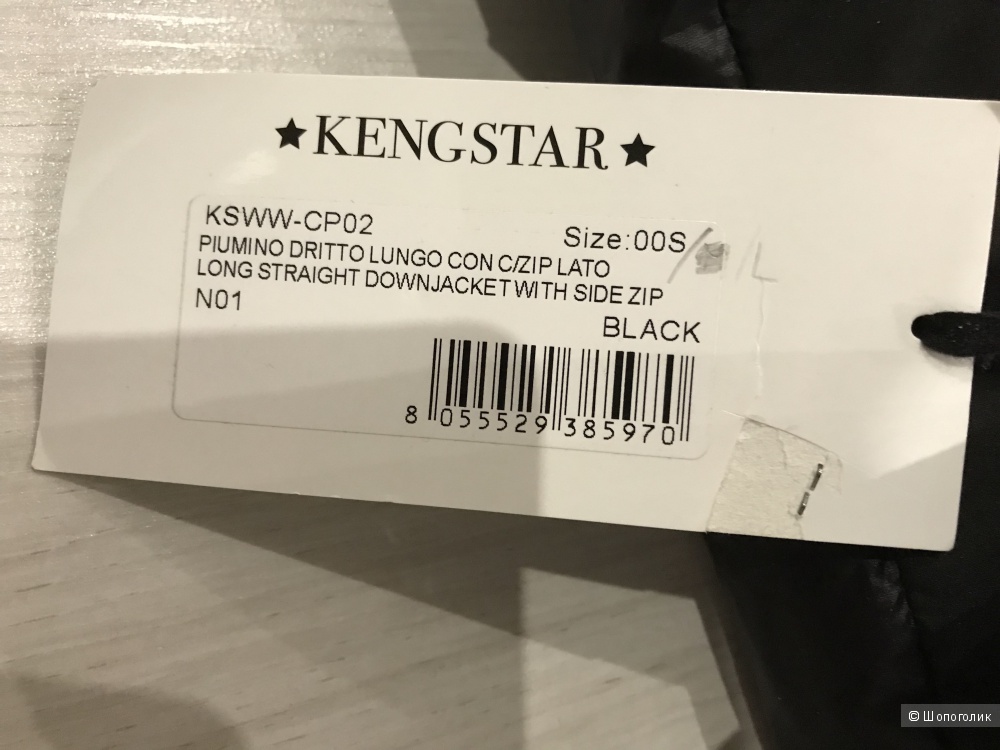 ★KENGSTAR★
KSWW-CP02
Size:00S
PIUMINO DRITTO LUNGO CON C/ZIP LATO
LONG STRAIGHT DOWNJACKET WITH SIDE ZIP
N01
BLACK
8 055529 385970
© Шопоголик